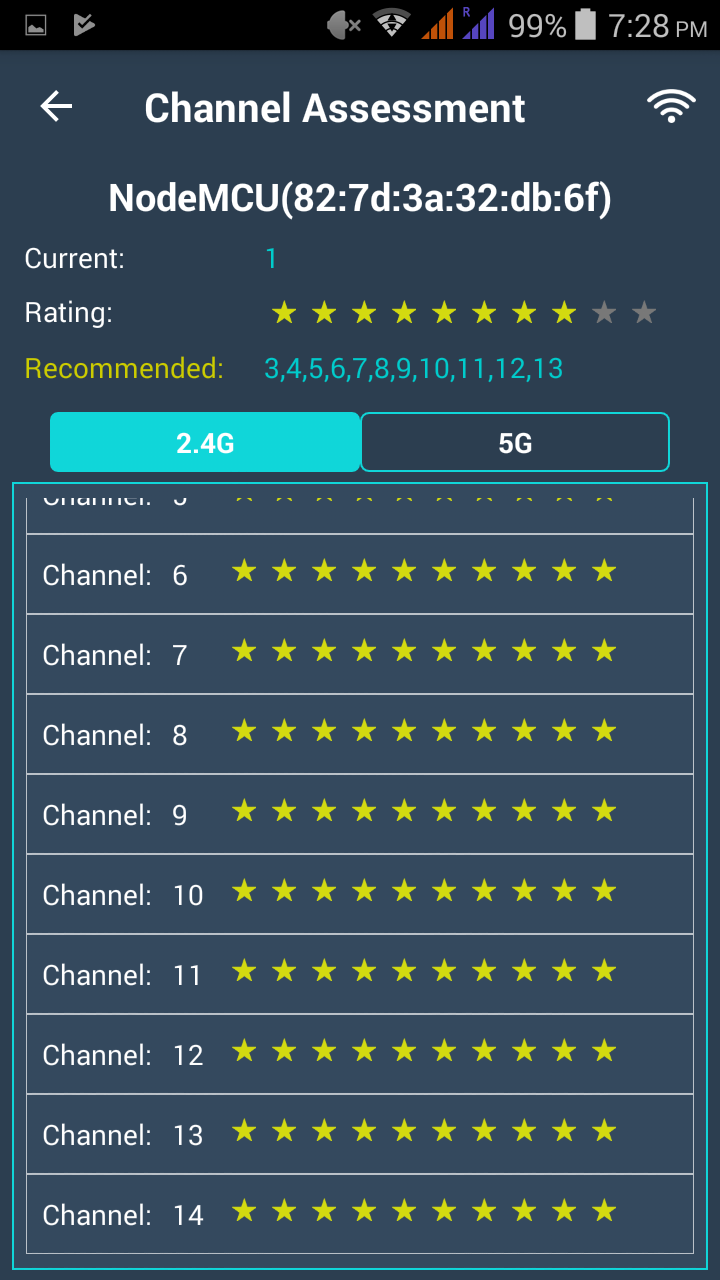 R 99% 7:28 PM
Channel Assessment
NodeMCU(82:7d:3a:32:db:6f)
Current: 1
Rating:
Recommended: 3,4,5,6,7,8,9,10,11,12,13
2.4G 5G
Channel: 5
Channel: 6
Channel: 7
Channel: 8
Channel: 9
Channel: 10
Channel: 11
Channel: 12
Channel: 13
Channel: 14